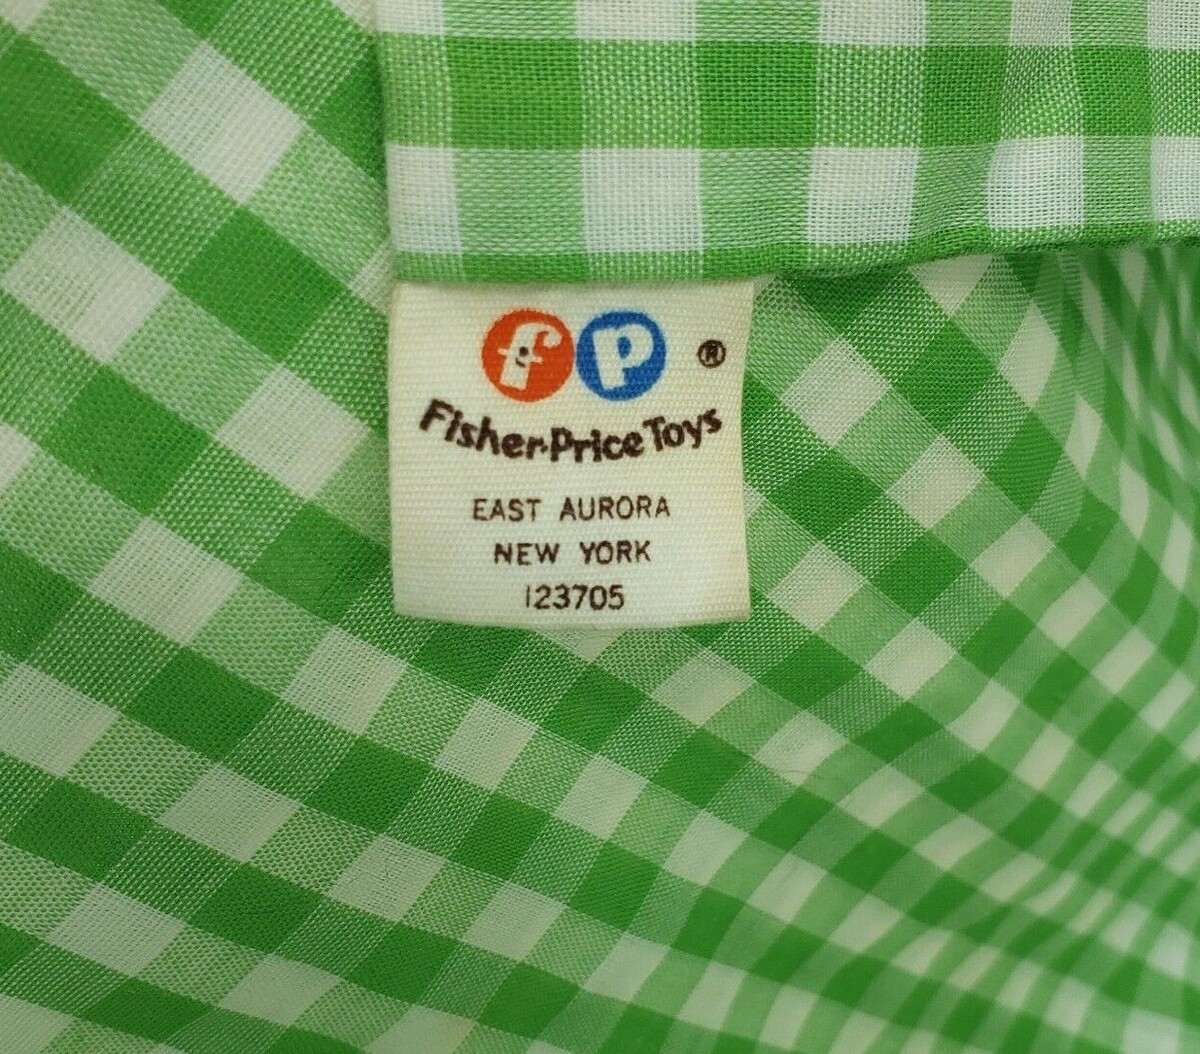 fp ®
Fisher-Price Toys
EAST AURORA
NEW YORK
123705